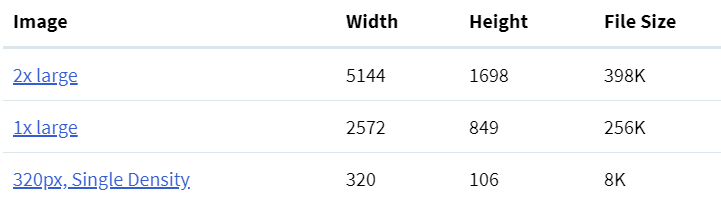 Image Width Height File Size
2x large 5144 1698 398K
1x large 2572 849 256K
320px, Single Density 320 106 8K